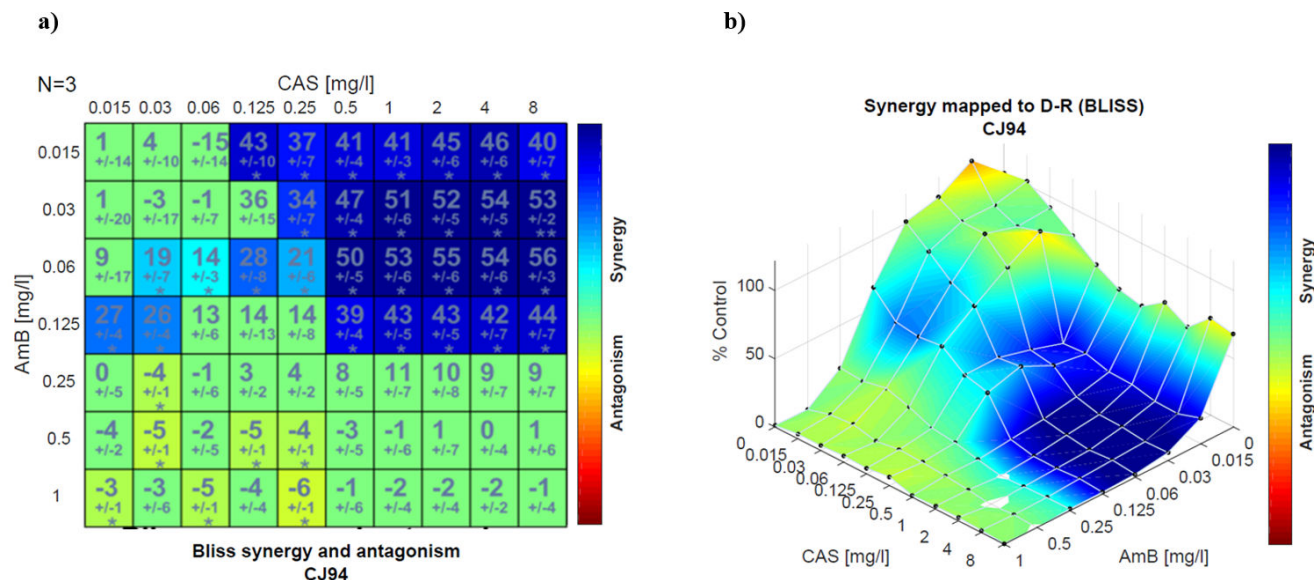 a)
N=3
CAS [mg/l]
0.015 0.03 0.06 0.125 0.25 0.5 1 2 4 8
0.015 1 4 -15 43 37 41 41 45 46 40
+/-14 +/-10 +/-14 +/-10 +/-7 +/-4 +/-3 +/-6 +/-6 +/-7
* * * * * * *
0.03 1 -3 -1 36 34 47 51 52 54 53
+/-20 +/-17 +/-7 +/-15 +/-7 +/-4 +/-6 +/-5 +/-5 +/-2
* * * * * **
0.06 9 19 14 28 21 50 53 55 54 56
+/-17 +/-7 +/-3 +/-8 +/-6 +/-5 +/-6 +/-6 +/-6 +/-3
* * * * * * * * *
0.125 27 26 13 14 14 39 43 43 42 44
+/-4 +/-4 +/-6 +/-13 +/-8 +/-4 +/-5 +/-5 +/-7 +/-7
* * * * * * *
0.25 0 -4 -1 3 4 8 11 10 9 9
+/-5 +/-1 +/-6 +/-2 +/-2 +/-5 +/-7 +/-8 +/-7 +/-7
*
0.5 -4 -5 -2 -5 -4 -3 -1 1 0 1
+/-2 +/-1 +/-5 +/-1 +/-1 +/-5 +/-6 +/-7 +/-4 +/-6
* * *
1 -3 -3 -5 -4 -6 -1 -2 -2 -2 -1
+/-1 +/-6 +/-1 +/-4 +/-1 +/-6 +/-4 +/-4 +/-2 +/-4
* * *
AmB [mg/l]
Synergy
Antagonism
Bliss synergy and antagonism
CJ94
b)
Synergy mapped to D-R (BLISS)
CJ94
% Control
100
50
0
0 0.015 0.03 0.06 0.125 0.25 0.5 1 2 4 8
CAS [mg/l]
1 0.5 0.25 0.125 0.06 0.03 0.015 0
AmB [mg/l]
Synergy
Antagonism